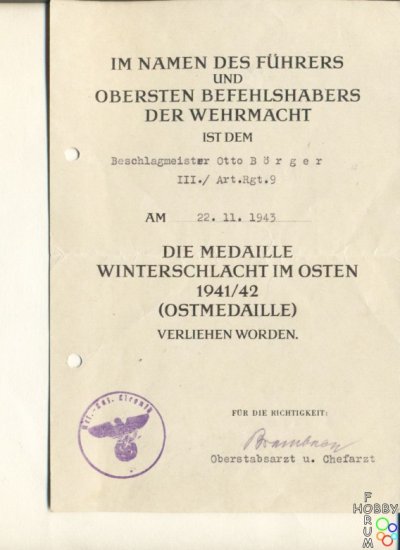 IM NAMEN DES FÜHRERS
UND
OBERSTEN BEFEHLSHABERS
DER WEHRMACHT
IST DEM
Beschlagmeister Otto B ö r g e r
III./ Art.Rgt.9
AM 22. 11. 1943
DIE MEDAILLE
WINTERSCHLACHT IM OSTEN
1941/42
(OSTMEDAILLE)
VERLIEHEN WORDEN.
FÜR DIE RICHTIGKEIT:
Oberstabsarzt u. Chefarzt
HOBBY
FORUM